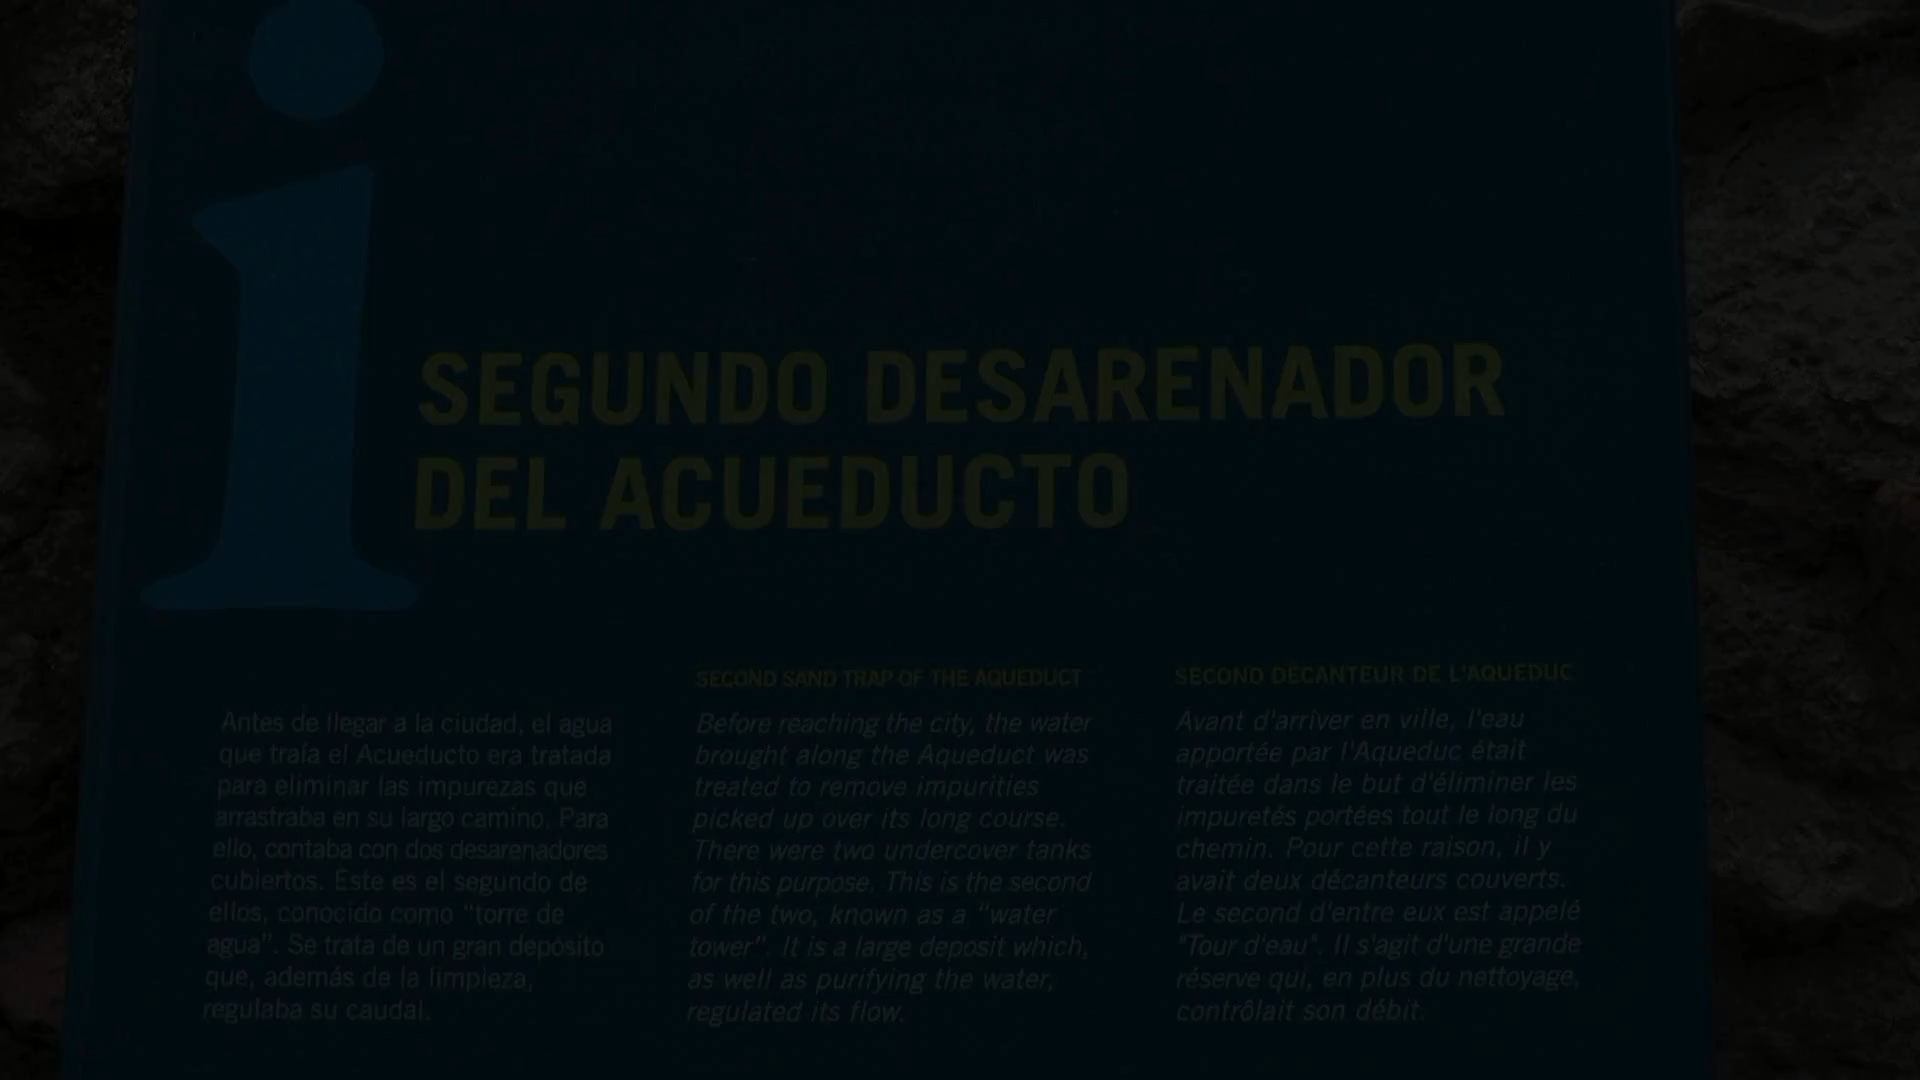 i
SEGUNDO DESARENADOR
DEL ACUEDUCTO
Antes de llegar a la ciudad, el agua
que traía el Acueducto era tratada
para eliminar las impurezas que
arrastraba en su largo camino. Para
ello, contaba con dos desarenadores
cubiertos. Este es el segundo de
ellos, conocido como "torre de
agua". Se trata de un gran depósito
que, además de la limpieza,
regulaba su caudal.
SECOND SAND TRAP OF THE AQUEDUCT
Before reaching the city, the water
brought along the Aqueduct was
treated to remove impurities
picked up over its long course.
There were two undercover tanks
for this purpose. This is the second
of the two, known as a "water
tower". It is a large deposit which,
as well as purifying the water,
regulated its flow.
SECOND DÉCANTEUR DE L'AQUEDUC
Avant d'arriver en ville, l'eau
apportée par l'Aqueduc était
traitée dans le but d'éliminer les
impuretés portées tout le long du
chemin. Pour cette raison, il y
avait deux décanteurs couverts.
Le second d'entre eux est appelé
"Tour d'eau". Il s'agit d'une grande
réserve qui, en plus du nettoyage,
contrôlait son débit.